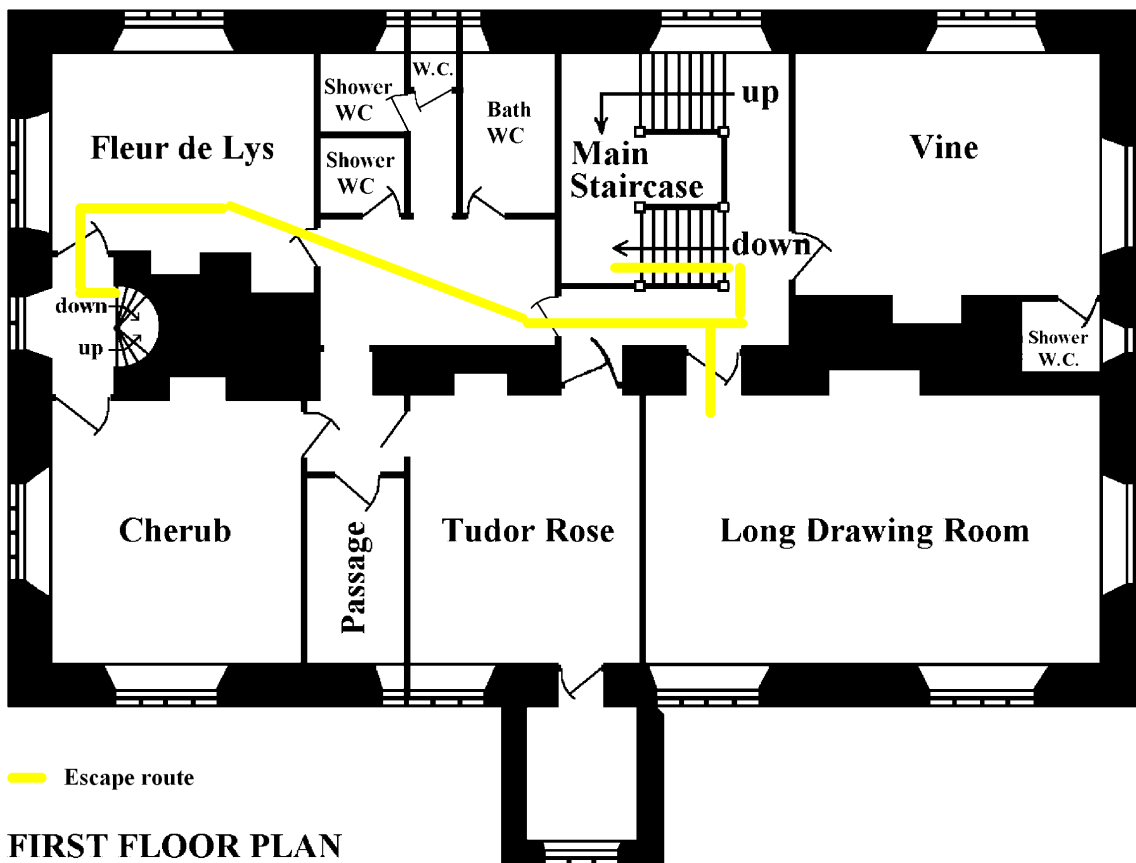 W.C.
Shower
WC
Bath
WC
up
Fleur de Lys
Main
Staircase
Vine
Shower
WC
down
down
up
Shower
W.C.
Cherub
Passage
Tudor Rose
Long Drawing Room
Escape route
FIRST FLOOR PLAN